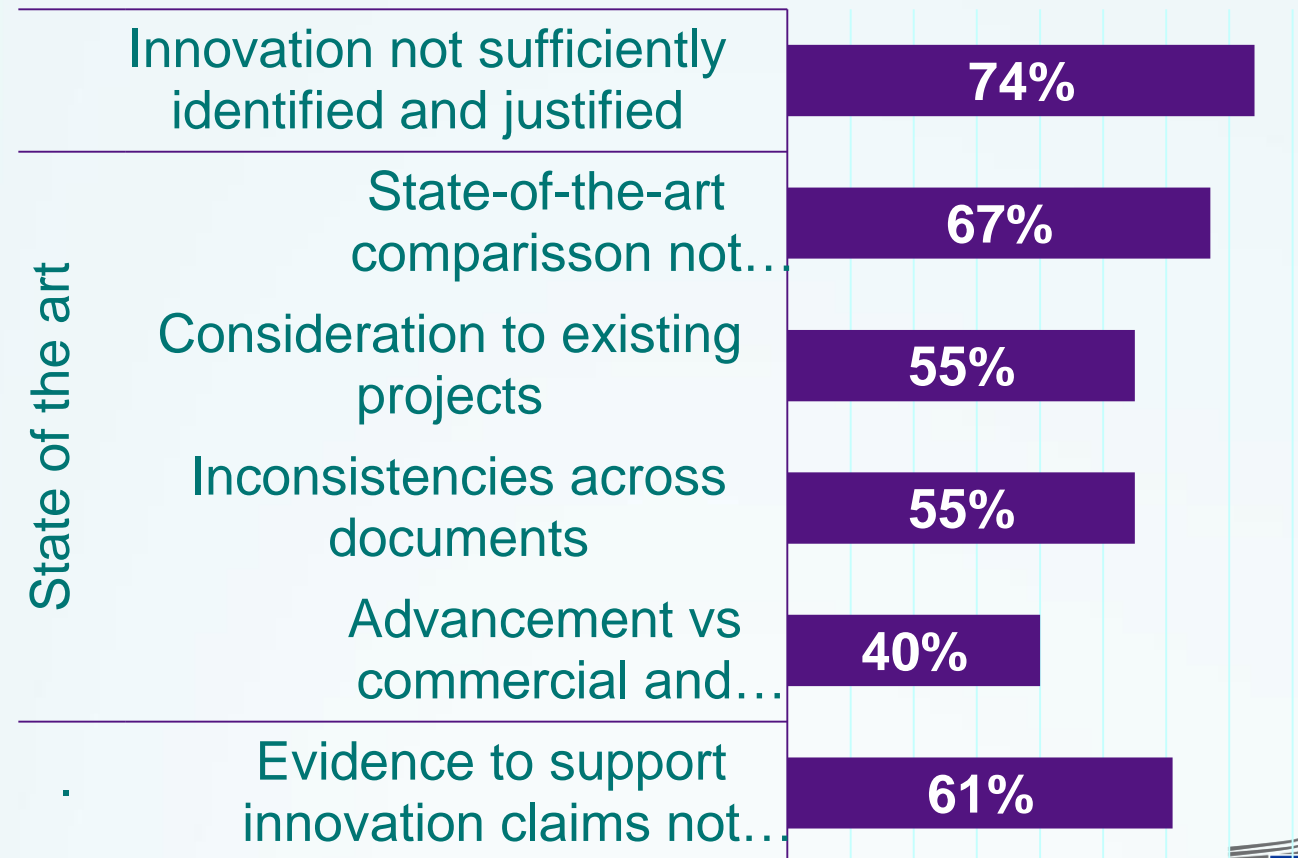 Innovation not sufficiently
identified and justified
74%
State of the art
State-of-the-art
comparisson not…
67%
Consideration to existing
projects
55%
Inconsistencies across
documents
55%
Advancement vs
commercial and…
40%
.
Evidence to support
innovation claims not…
61%